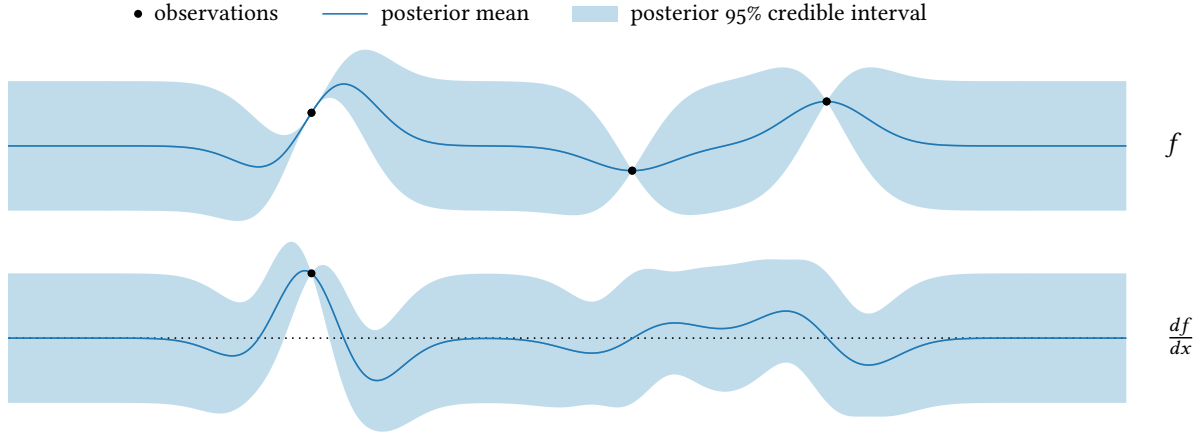 observations posterior mean posterior 95% credible interval
f
df
dx